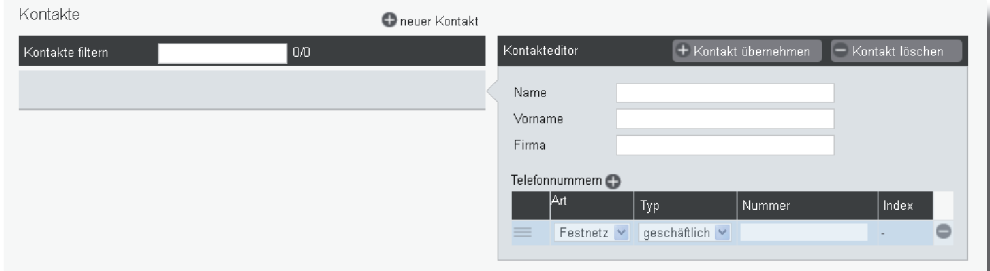 Kontakte
neuer Kontakt
Kontakte filtern 0/0
Kontakteditor Kontakt übernehmen Kontakt löschen
Name
Vorname
Firma
Telefonnummern
Art Typ Nummer Index
Festnetz geschäftlich -